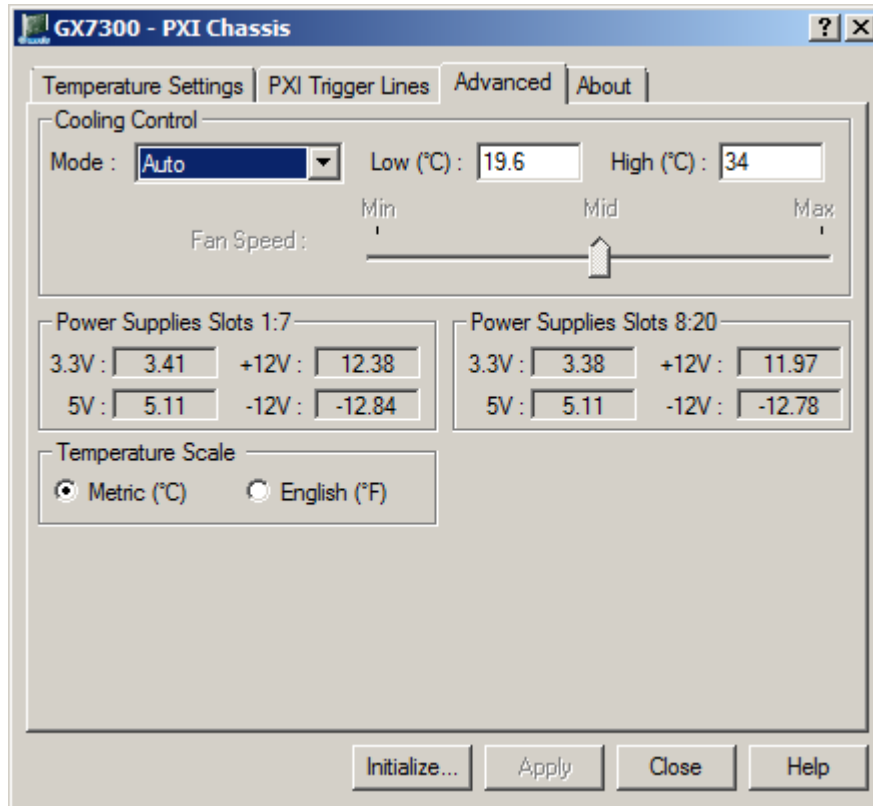 GX7300 - PXI Chassis
Temperature Settings PXI Trigger Lines Advanced About
Cooling Control
Mode : Auto Low (°C) : 19.6 High (°C) : 34
Min Mid Max
Fan Speed :
Power Supplies Slots 1:7 Power Supplies Slots 8:20
3.3V : 3.41 +12V : 12.38 3.3V : 3.38 +12V : 11.97
5V : 5.11 -12V : -12.84 5V : 5.11 -12V : -12.78
Temperature Scale
Metric (°C) English (°F)
Initialize... Apply Close Help